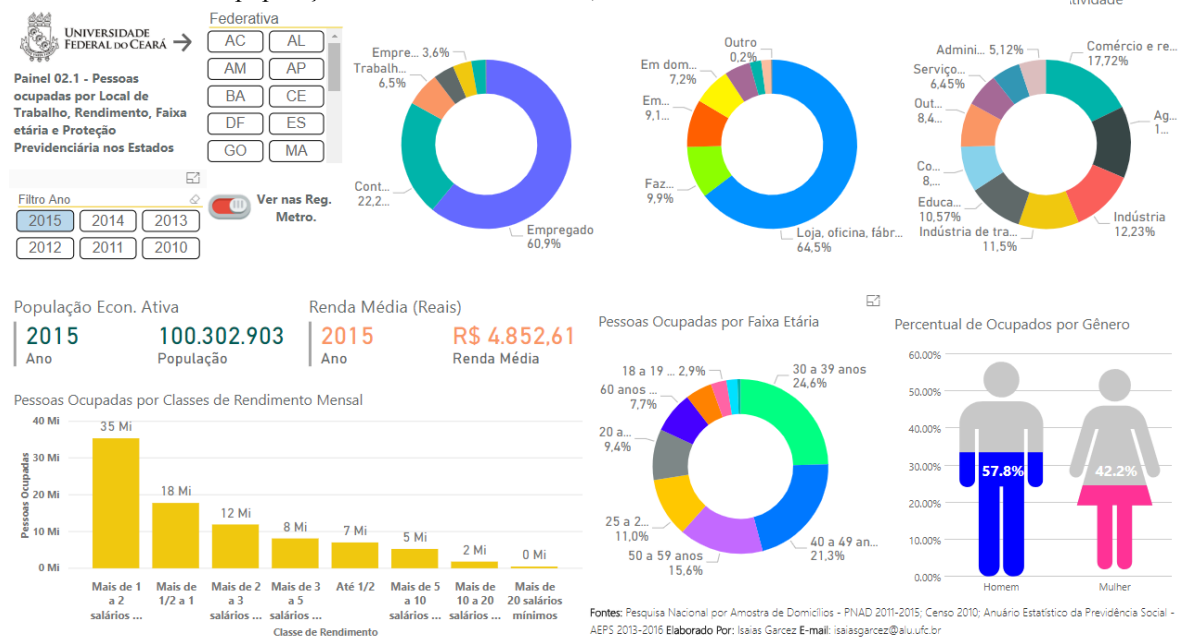 Federativa
UNIVERSIDADE
FEDERAL DO CEARÁ
AC AL
AM AP
BA CE
DF ES
GO MA
Painel 02.1 - Pessoas
ocupadas por Local de
Trabalho, Rendimento, Faixa
etária e Proteção
Previdenciária nos Estados
Filtro Ano
2015 2014 2013
2012 2011 2010
Ver nas Reg.
Metro.
Empre... 3,6%
Trabalh...
6,5%
Cont...
22,2...
Empregado
60,9%
Outro
0,2%
Em dom...
7,2%
Em...
9,1...
Faz...
9,9%
Loja, oficina, fábr...
64,5%
Admini... 5,12%
Comércio e re...
17,72%
Serviço...
6,45%
Out...
8,4...
Ag...
1...
Co...
8,...
Educa...
10,57%
Indústria de tra...
11,5%
Indústria
12,23%
População Econ. Ativa
2015
Ano
100.302.903
População
Renda Média (Reais)
2015
Ano
R$ 4.852,61
Renda Média
Pessoas Ocupadas por Classes de Rendimento Mensal
Pessoas Ocupadas
40 Mi
30 Mi
20 Mi
10 Mi
0 Mi
35 Mi
18 Mi
12 Mi
8 Mi
7 Mi
5 Mi
2 Mi
0 Mi
Mais de 1
a 2
salários ...
Mais de
1/2 a 1
Mais de 2
a 3
salários ...
Mais de 3
a 5
salários ...
Até 1/2
Mais de 5
a 10
salários ...
Mais de
10 a 20
salários ...
Mais de
20 salários
mínimos
Classe de Rendimento
Pessoas Ocupadas por Faixa Etária
18 a 19 ... 2,9%
30 a 39 anos
24,6%
60 anos ...
7,7%
20 a...
9,4%
25 a 2...
11,0%
50 a 59 anos
15,6%
40 a 49 an...
21,3%
Percentual de Ocupados por Gênero
60.00%
50.00%
40.00%
30.00%
20.00%
10.00%
0.00%
57.8%
42.2%
Homem
Mulher
Fontes: Pesquisa Nacional por Amostra de Domicílios - PNAD 2011-2015; Censo 2010; Anuário Estatístico da Previdência Social -
AEPS 2013-2016 Elaborado Por: Isaias Garcez E-mail: isaiasgarcez@alu.ufc.br